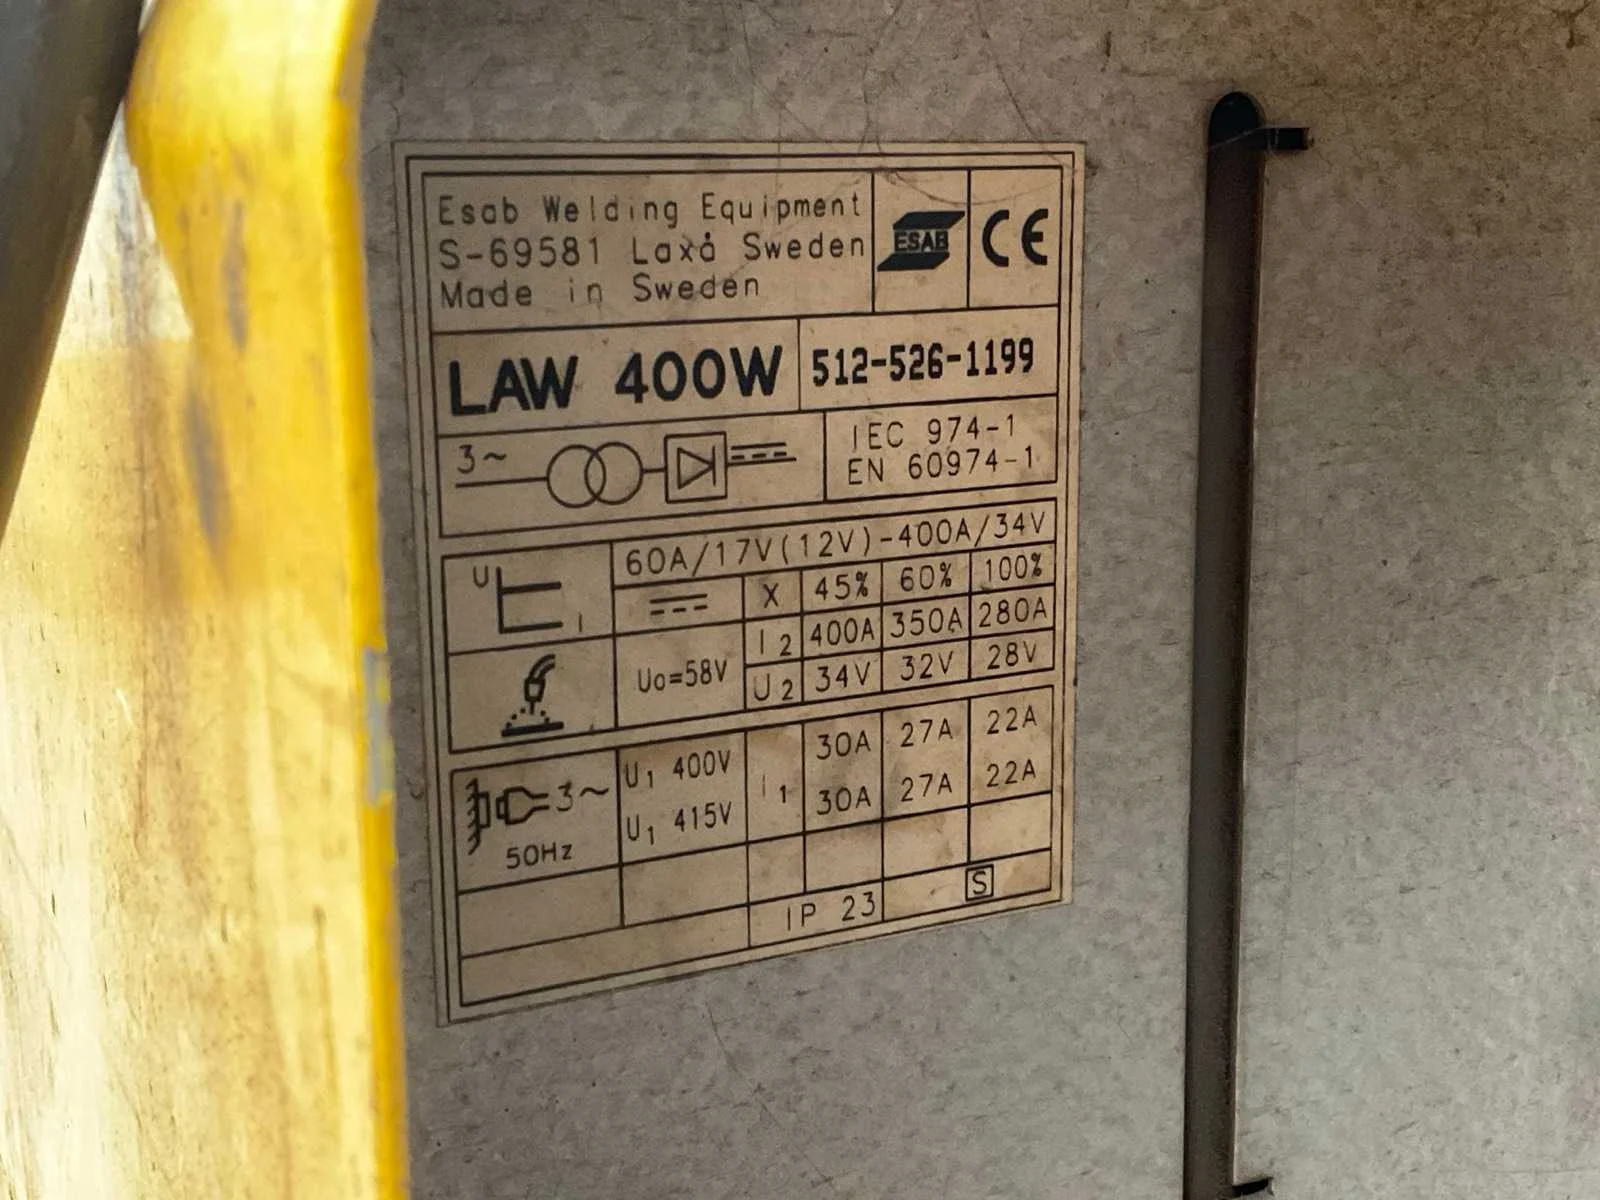 Esab Welding Equipment
S-69581 Laxå Sweden
Made in Sweden
ESAB
CE
LAW 400W
512-526-1199
3~
IEC 974-1
EN 60974-1
60A/17V(12V)-400A/34V
U
I
X 45% 60% 100%
I2 400A 350A 280A
Uo=58V
U2 34V 32V 28V
3~
50Hz
U1 400V
U1 415V
I1
30A 27A 22A
30A 27A 22A
IP 23
S